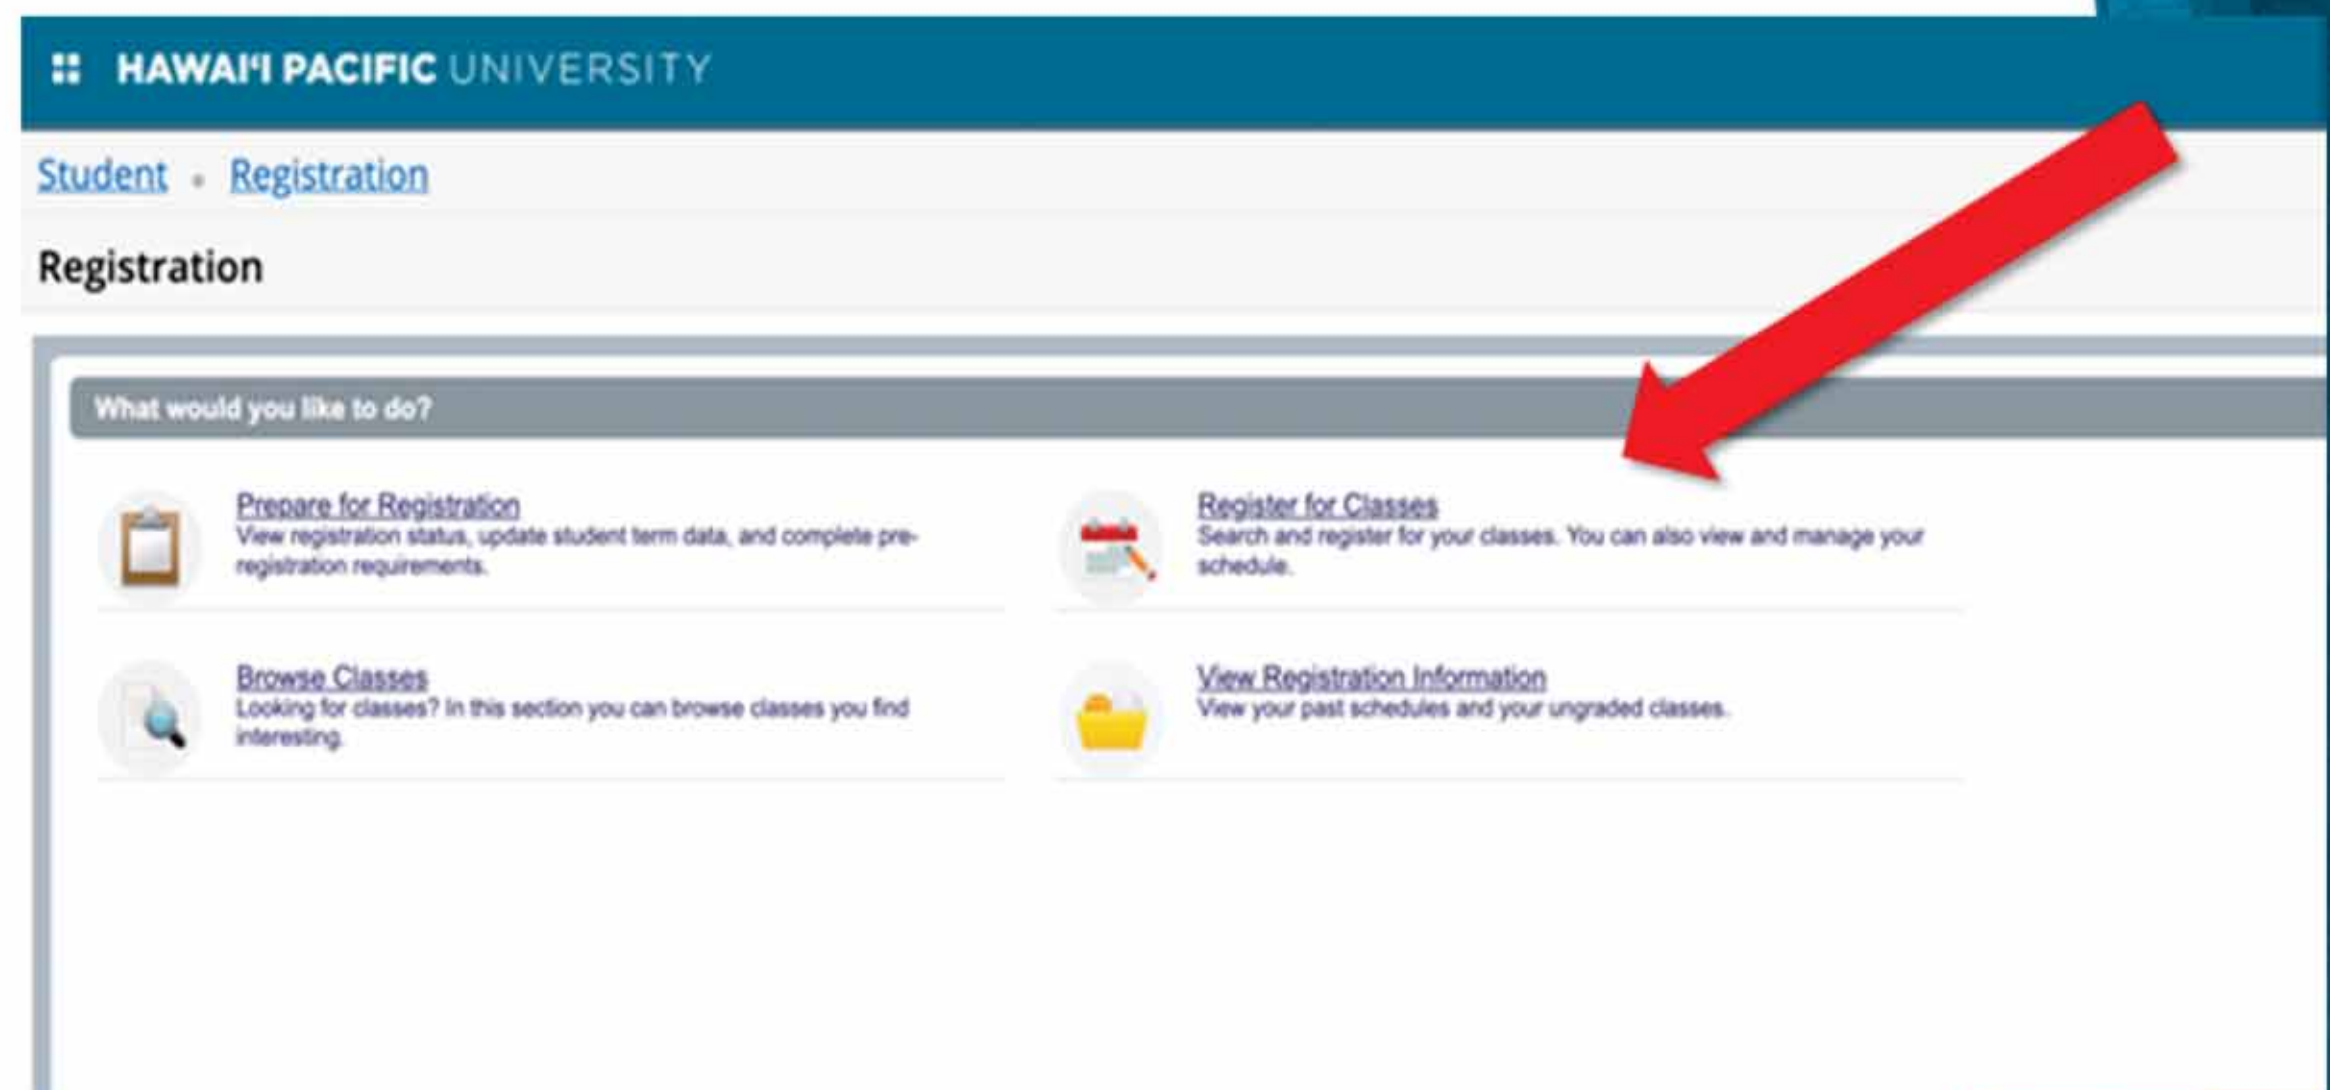 HAWAI'I PACIFIC UNIVERSITY
Student • Registration
Registration
What would you like to do?
Prepare for Registration
View registration status, update student term data, and complete pre-
registration requirements.
Register for Classes
Search and register for your classes. You can also view and manage your
schedule.
Browse Classes
Looking for classes? In this section you can browse classes you find
interesting.
View Registration Information
View your past schedules and your ungraded classes.